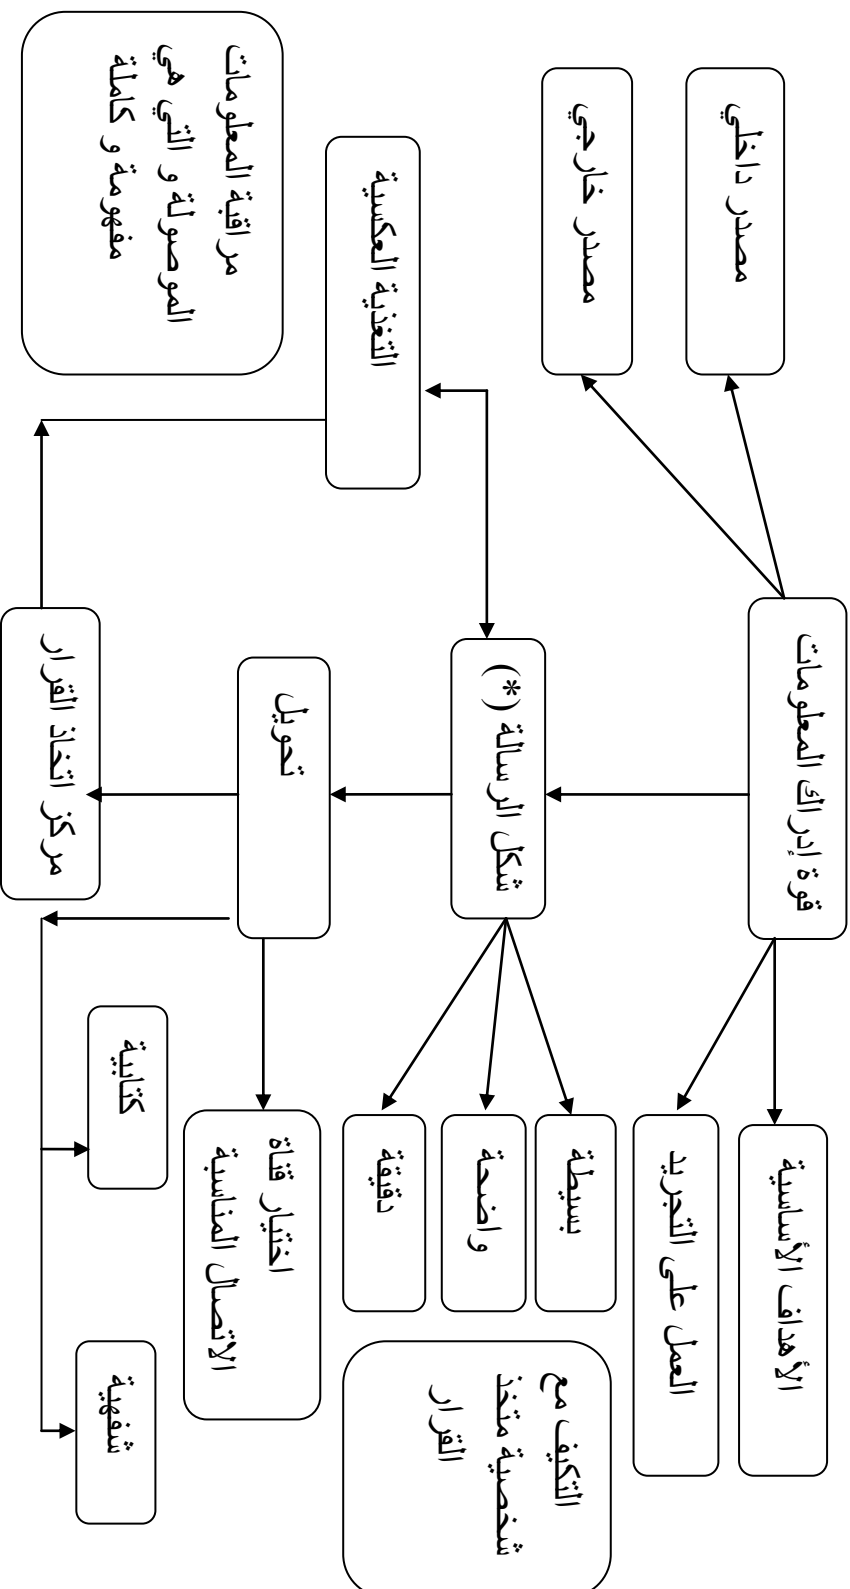 الأهداف الأساسية
قوة إدراك المعلومات
مصدر داخلي
العمل على التجريد
مصدر خارجي
التكيف مع
شخصية متخذ
القرار
بسيطة
واضحة
دقيقة
شكل الرسالة (*)
التغذية العكسية
اختيار قناة
الاتصال المناسبة
تحويل
مراقبة المعلومات
الموصولة و التي هي
مفهومة و كاملة
شفهية
كتابية
مركز اتخاذ القرار